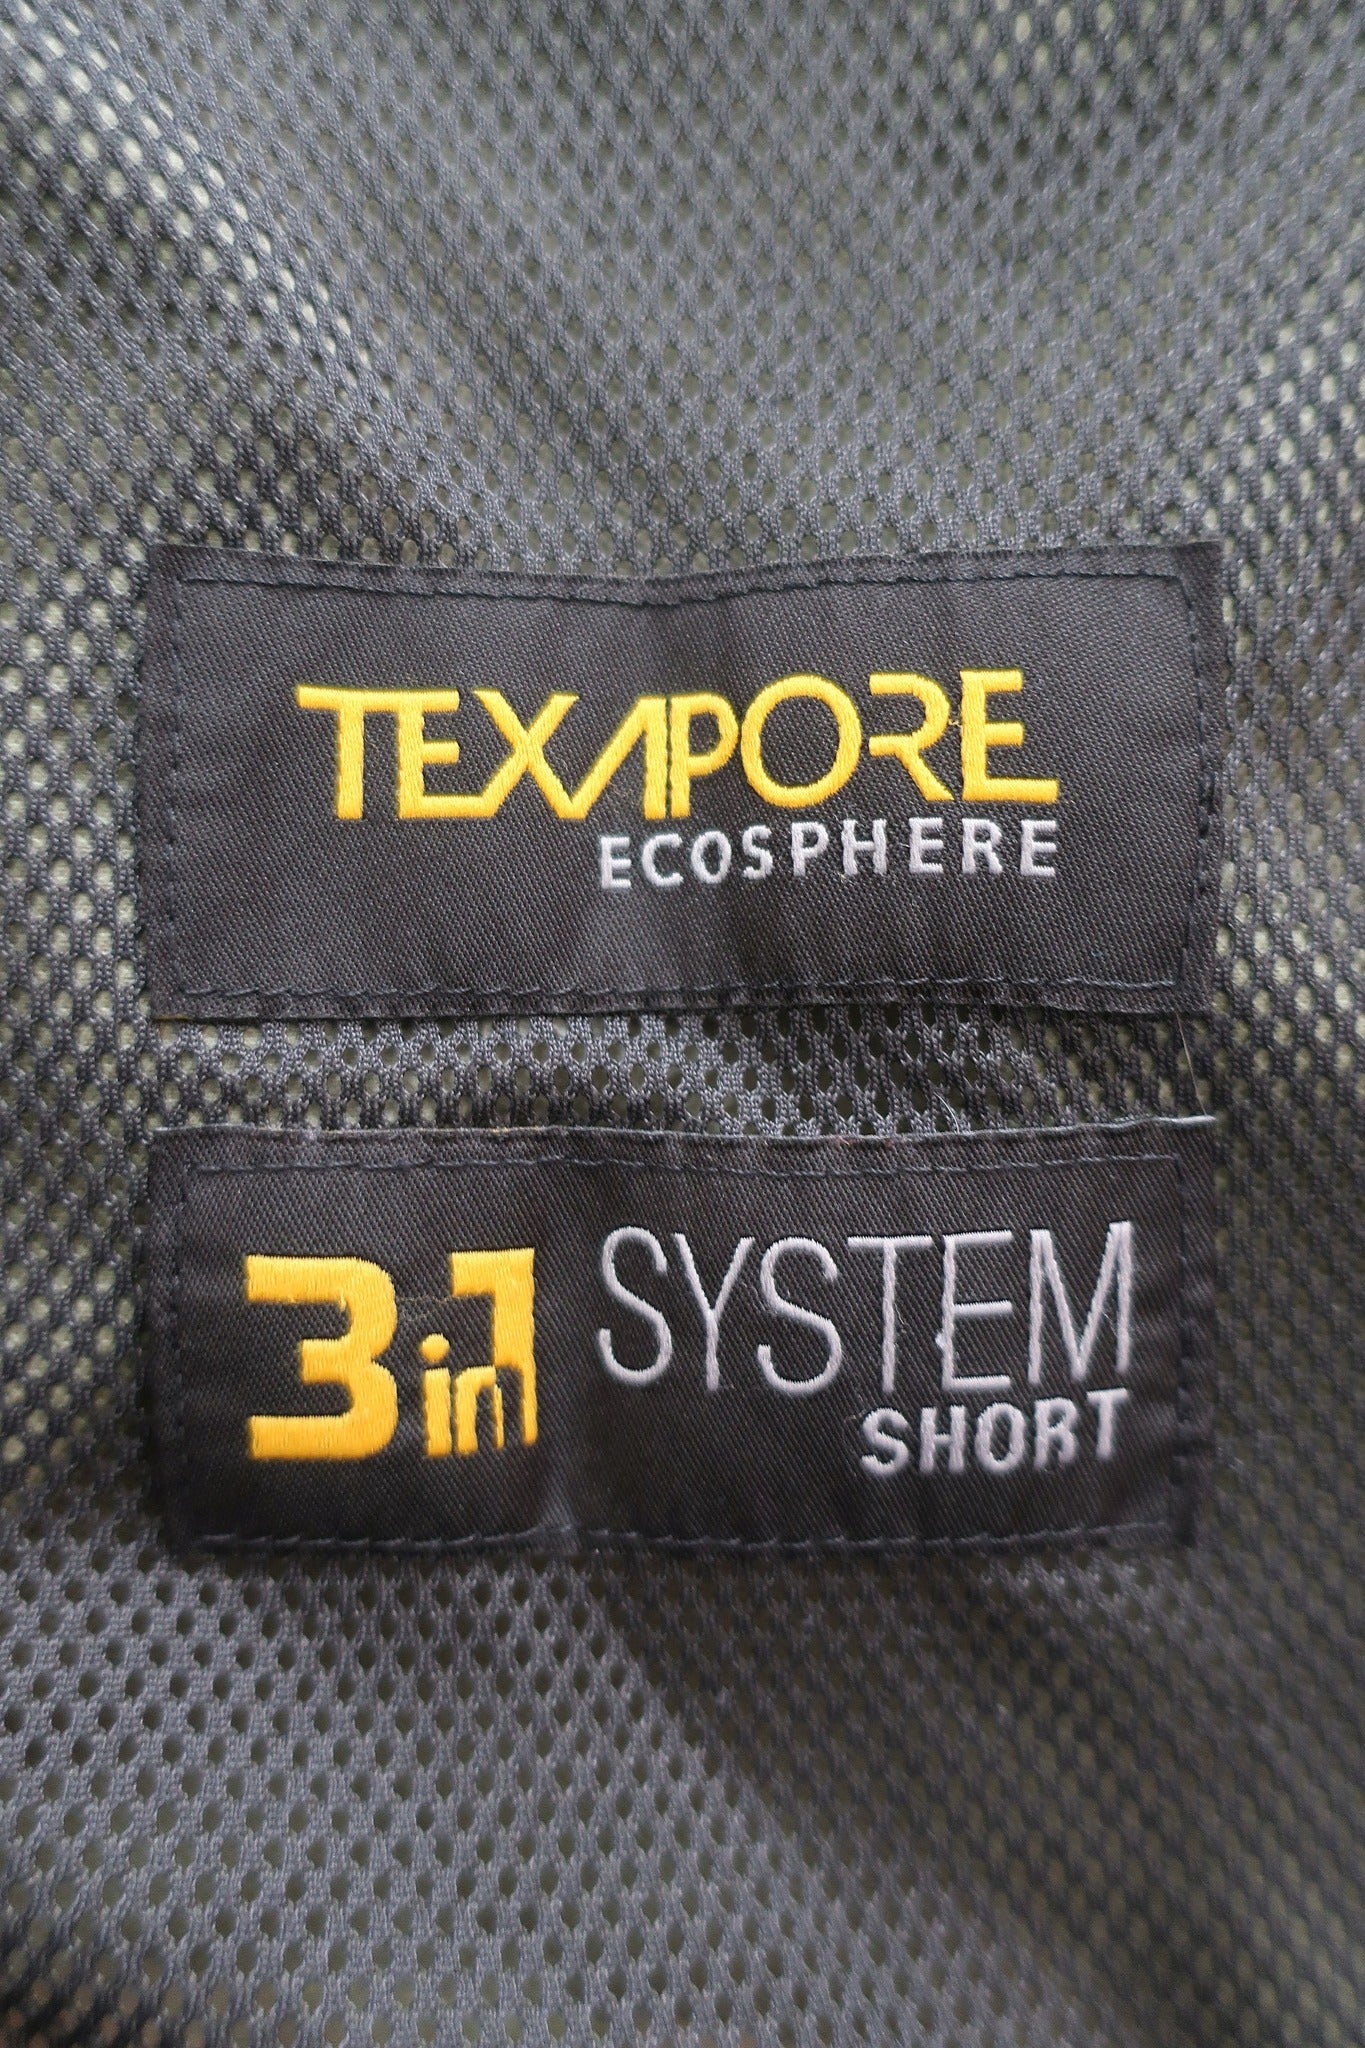 TEXAPORE
ECOSPHERE
3in1 SYSTEM
SHORT